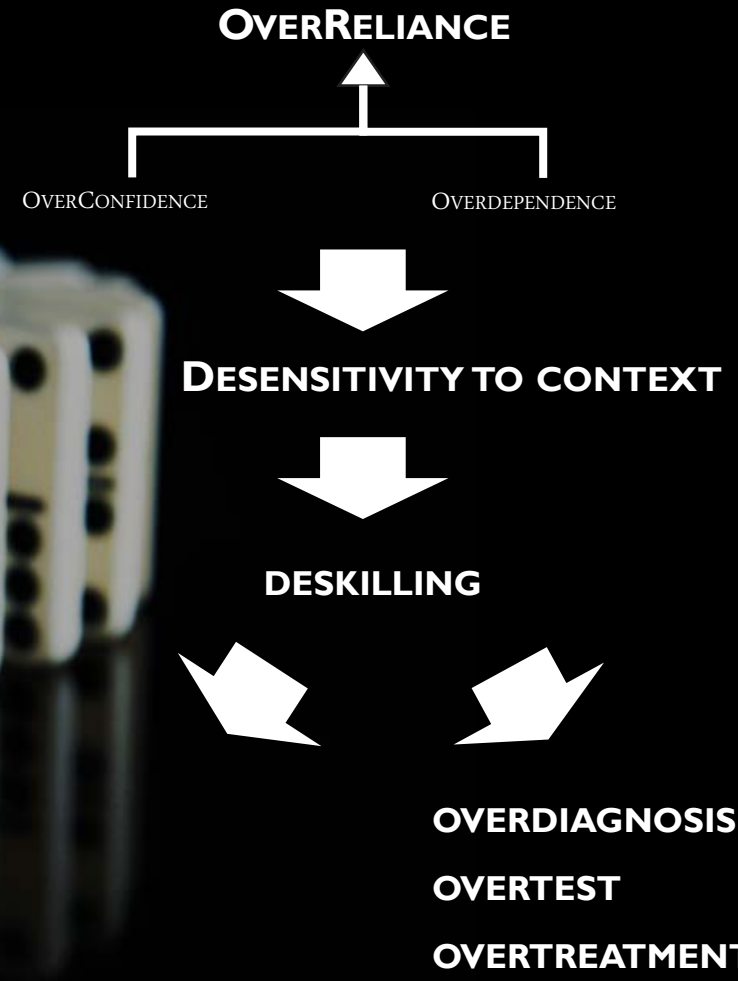 OVERRELIANCE
OVERCONFIDENCE OVERDEPENDENCE
DESENSITIVITY TO CONTEXT
DESKILLING
OVERDIAGNOSIS
OVERTEST
OVERTREATMENT